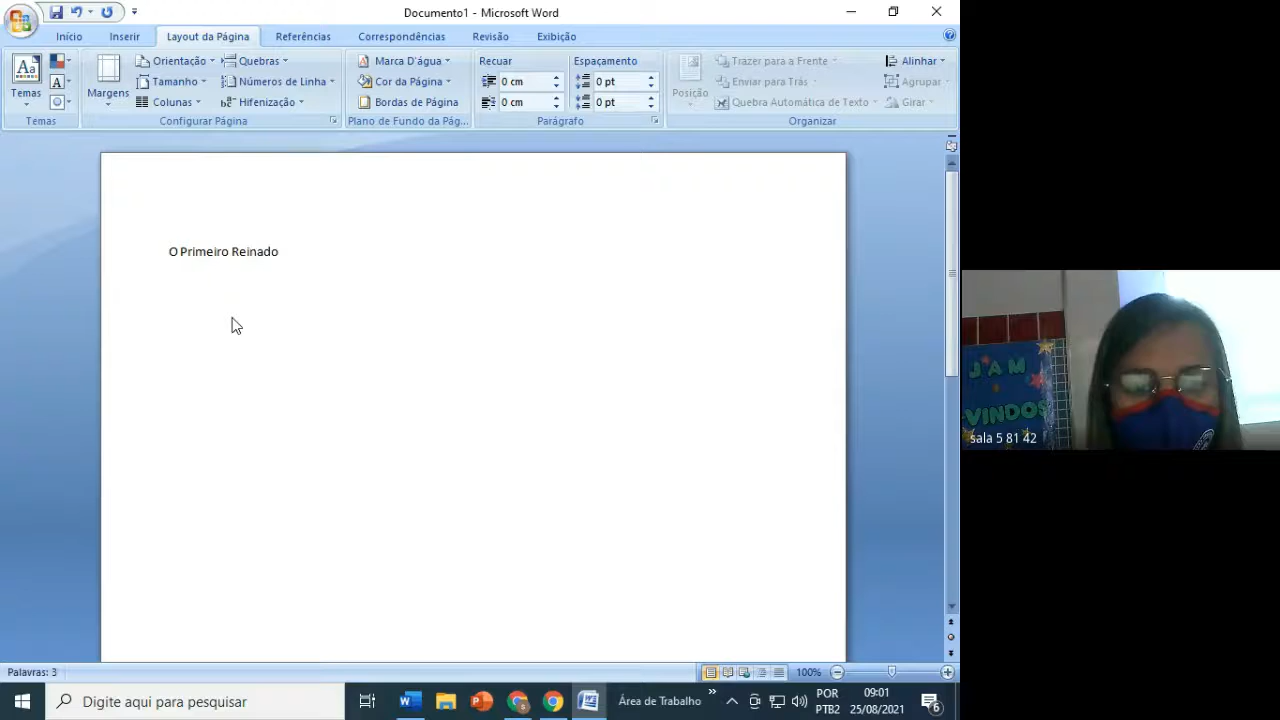 Documento1 - Microsoft Word
Início Inserir Layout da Página Referências Correspondências Revisão Exibição
Aa Temas
A
Temas
Margens
Orientação
Tamanho
Colunas
Quebras
Números de Linha
Hifenização
Configurar Página
Marca D'água
Cor da Página
Bordas de Página
Plano de Fundo da Pág...
Recuar
0 cm
0 cm
Espaçamento
0 pt
0 pt
Parágrafo
Posição
Trazer para a Frente
Enviar para Trás
Quebra Automática de Texto
Alinhar
Agrupar
Girar
Organizar
O Primeiro Reinado
JAM
VINDOS
sala 5 81 42
Palavras: 3
100%
Digite aqui para pesquisar
Área de Trabalho
POR
PTB2
09:01
25/08/2021
6